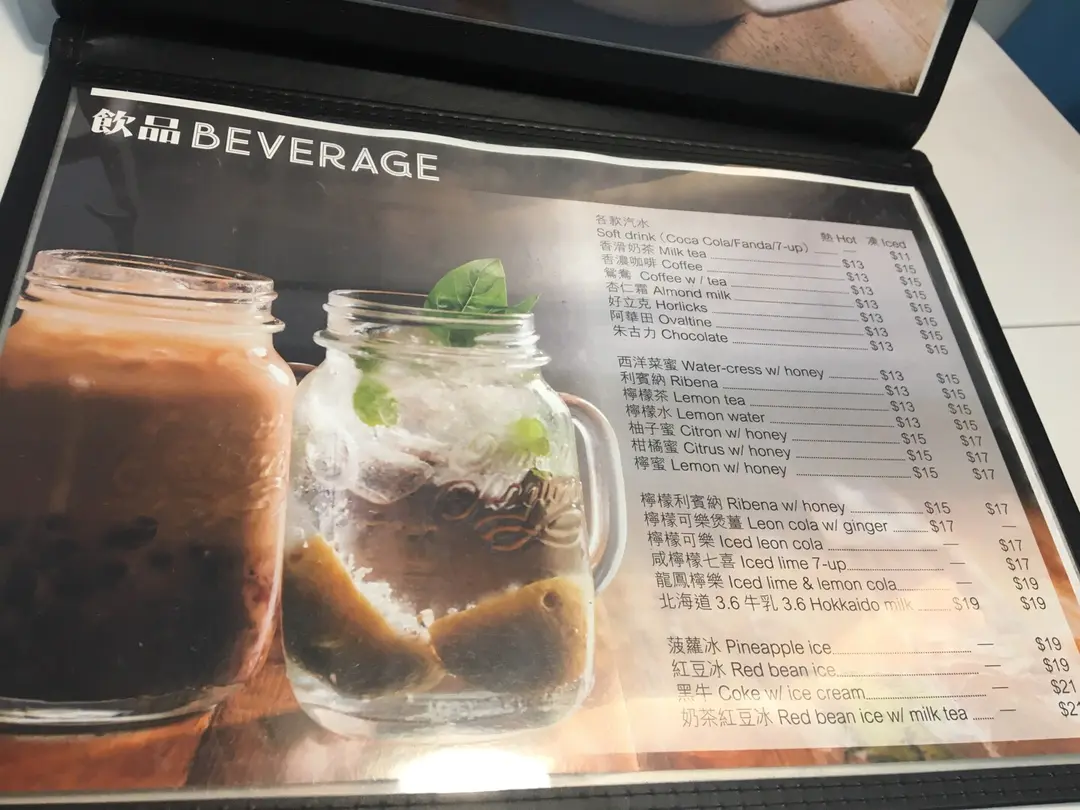 飲品 BEVERAGE
各款汽水 熱 Hot 凍 Iced
Soft drink (Coca Cola/Fanda/7-up) — $11
香滑奶茶 Milk tea $13 $15
香濃咖啡 Coffee $13 $15
鴛鴦 Coffee w / tea $13 $15
杏仁霜 Almond milk $13 $15
好立克 Horlicks $13 $15
阿華田 Ovaltine $13 $15
朱古力 Chocolate $13 $15
西洋菜蜜 Water-cress w/ honey $13 $15
利賓納 Ribena $13 $15
檸檬茶 Lemon tea $13 $15
檸檬水 Lemon water $13 $15
柚子蜜 Citron w/ honey $15 $17
柑橘蜜 Citrus w/ honey $15 $17
檸蜜 Lemon w/ honey $15 $17
檸檬利賓納 Ribena w/ honey $15 $17
檸檬可樂煲薑 Leon cola w/ ginger $17 —
檸檬可樂 Iced leon cola — $17
咸檸檬七喜 Iced lime 7-up — $17
龍鳳檸樂 Iced lime & lemon cola — $19
北海道 3.6 牛乳 3.6 Hokkaido milk $19 $19
菠蘿冰 Pineapple ice — $19
紅豆冰 Red bean ice — $19
黑牛 Coke w/ ice cream — $21
奶茶紅豆冰 Red bean ice w/ milk tea —